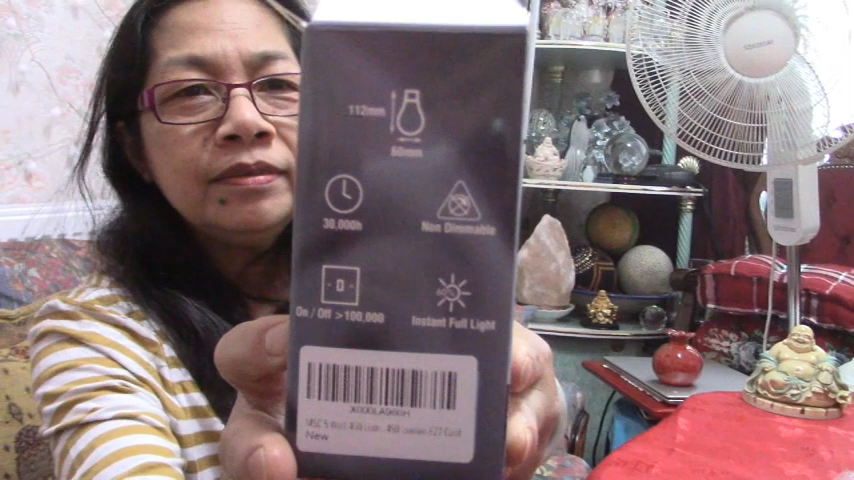 112mm
60mm
30,000h
Non Dimmable
On / Off >100,000
Instant Full Light
New